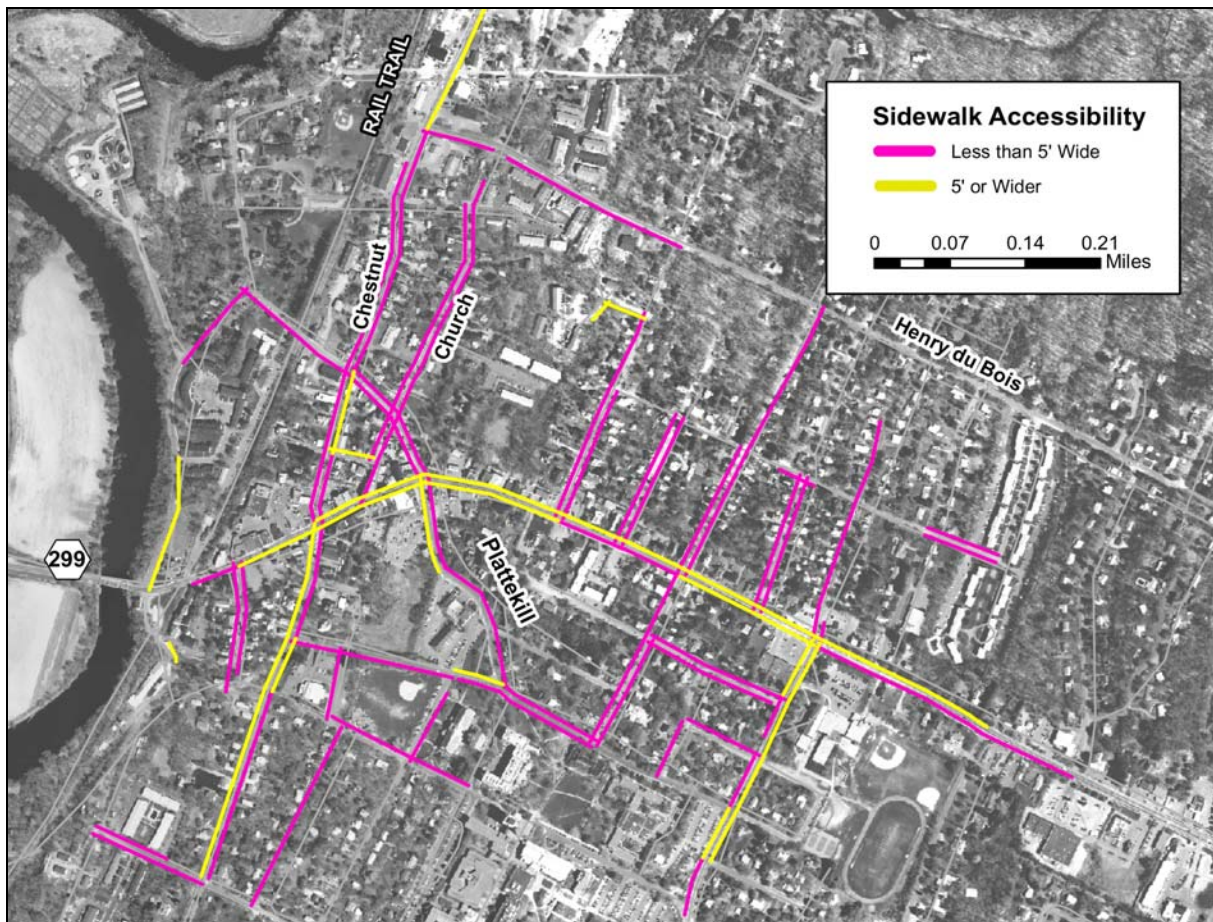 RAIL TRAIL
Sidewalk Accessibility
Less than 5' Wide
5' or Wider
0 0.07 0.14 0.21
Miles
Chestnut
Church
Henry du Bois
299
Plattekill